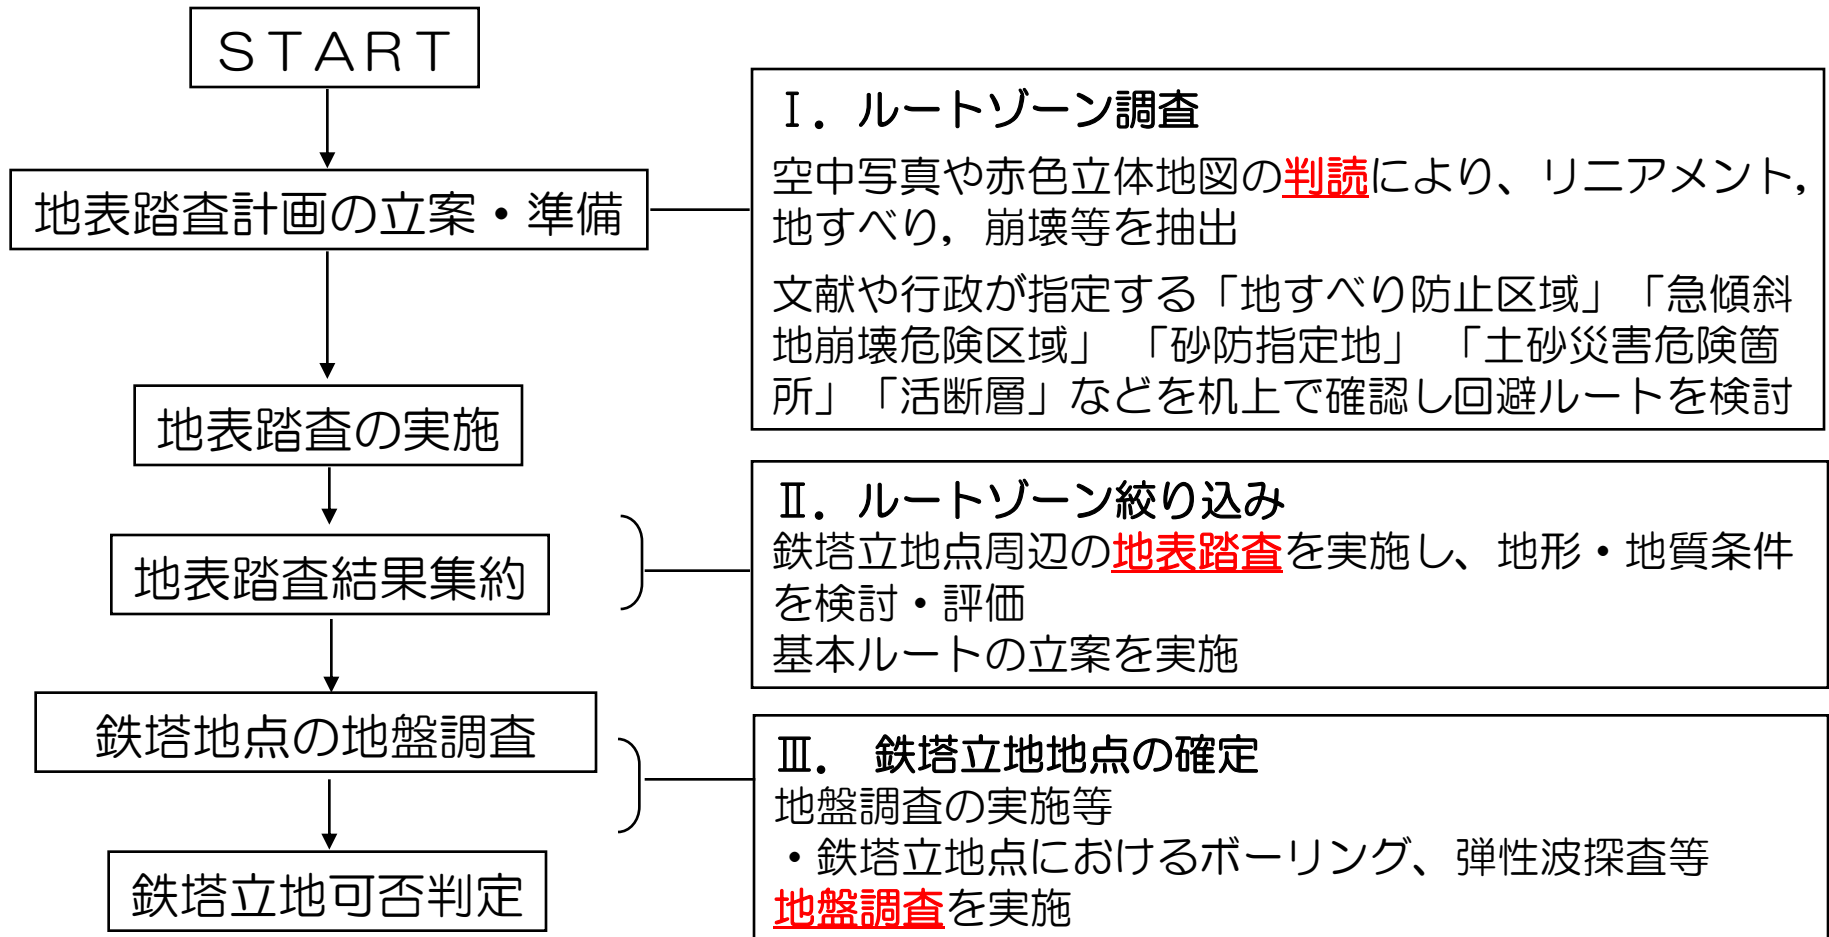 ＳＴＡＲＴ
地表踏査計画の立案・準備
地表踏査の実施
地表踏査結果集約
鉄塔地点の地盤調査
鉄塔立地可否判定
Ⅰ．ルートゾーン調査
空中写真や赤色立体地図の判読により、リニアメント，
地すべり，崩壊等を抽出
文献や行政が指定する「地すべり防止区域」「急傾斜
地崩壊危険区域」 「砂防指定地」 「土砂災害危険箇
所」「活断層」などを机上で確認し回避ルートを検討
Ⅱ．ルートゾーン絞り込み
鉄塔立地点周辺の地表踏査を実施し、地形・地質条件
を検討・評価
基本ルートの立案を実施
Ⅲ． 鉄塔立地地点の確定
地盤調査の実施等
・鉄塔立地点におけるボーリング、弾性波探査等
地盤調査を実施